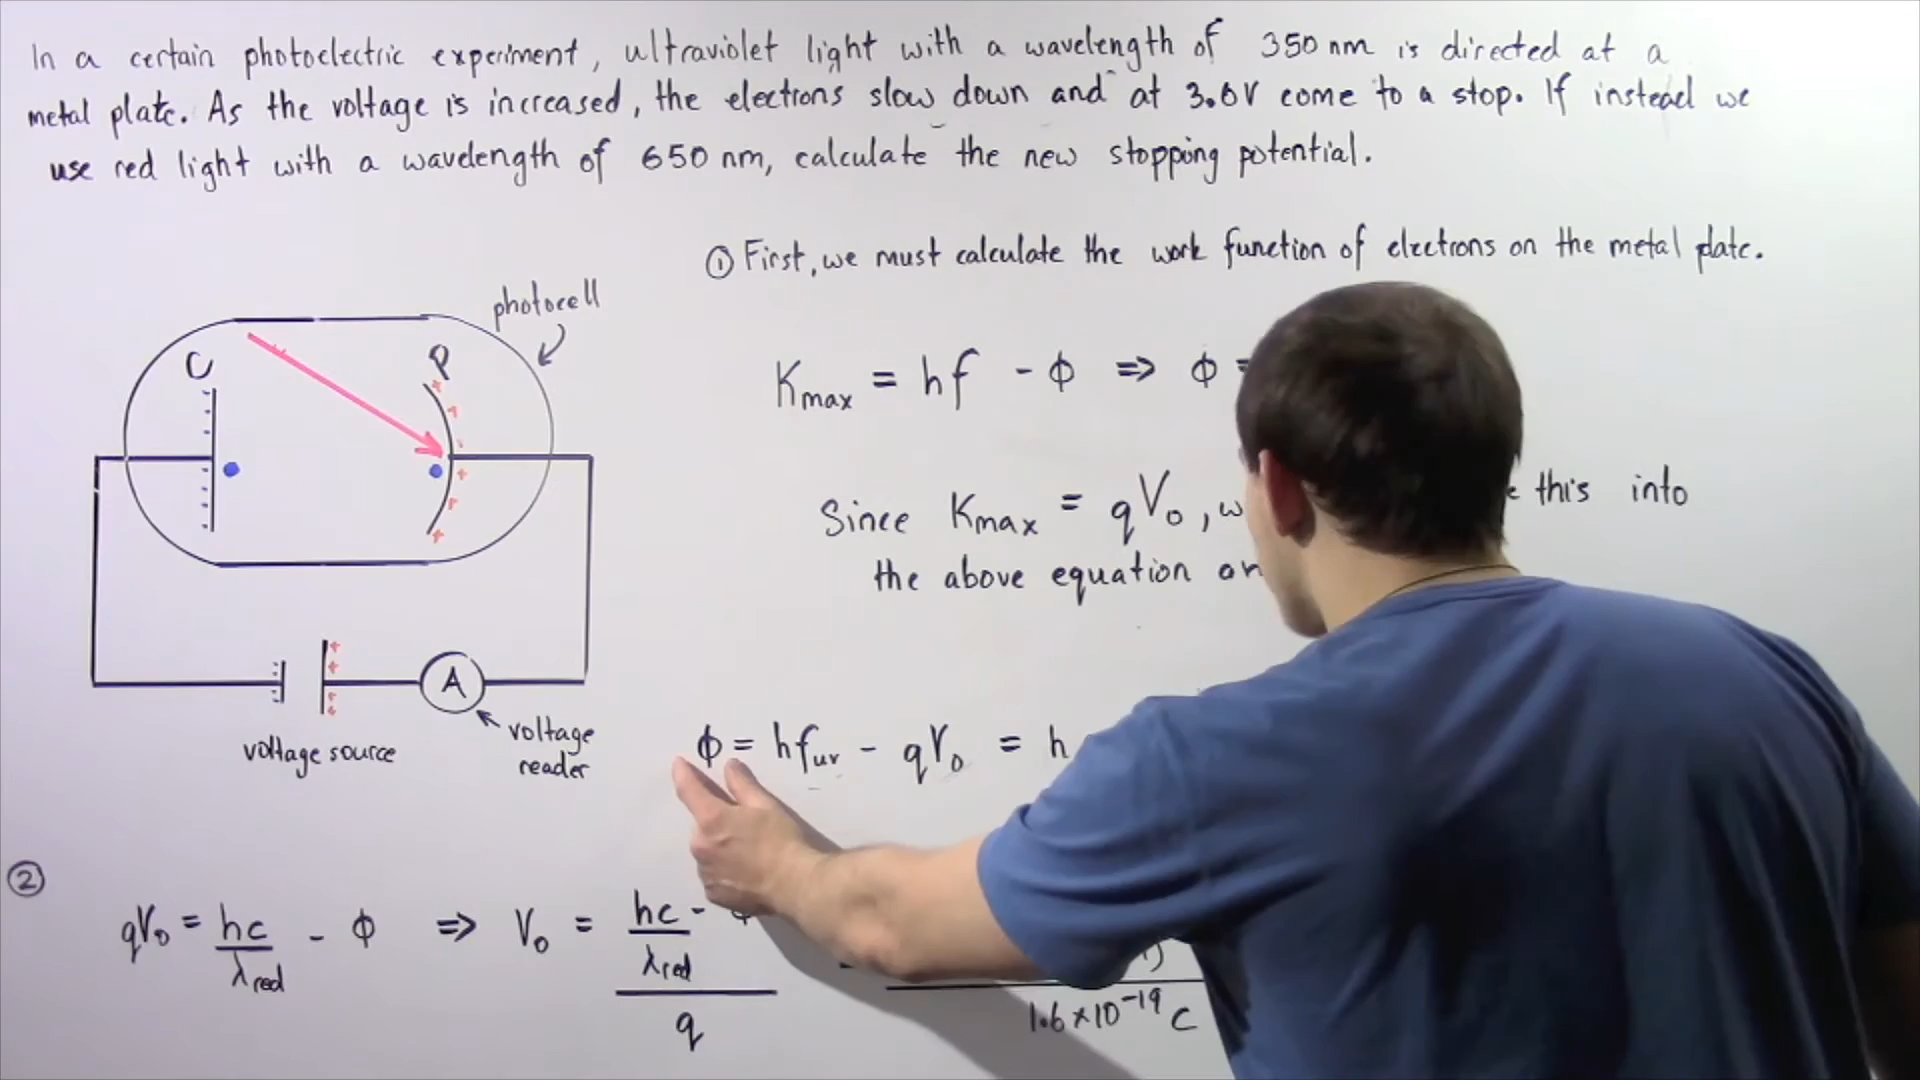 In a certain photoelectric experiment, ultraviolet light with a wavelength of 350 nm is directed at a
metal plate. As the voltage is increased, the electrons slow down and at 3.0V come to a stop. If instead we
use red light with a wavelength of 650 nm, calculate the new stopping potential.
① First, we must calculate the work function of electrons on the metal plate.
photocell
C
P
Kmax = hf - ϕ ⇒ ϕ =
Since Kmax = qV₀, this into
the above equation
A
voltage source
voltage
reader
ϕ = hfuv - qV₀ = h
②
qV₀ = hc/λred - ϕ ⇒ V₀ = hc/λred -
q
1.6×10⁻¹⁹ C